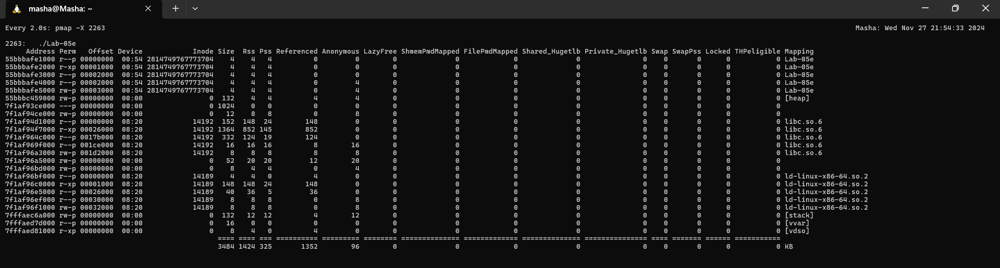 masha@Masha: ~
Every 2.0s: pmap -X 2263 Masha: Wed Nov 27 21:54:33 2024
2263: ./Lab-05e
Address Perm Offset Device Inode Size Rss Pss Referenced Anonymous LazyFree ShmemPmdMapped FilePmdMapped Shared_Hugetlb Private_Hugetlb Swap SwapPss Locked THPeligible Mapping
55bbbafe1000 r--p 00000000 00:54 2814749767773704 4 4 4 0 0 0 0 0 0 0 0 0 0 0 Lab-05e
55bbbafe2000 r-xp 00001000 00:54 2814749767773704 4 4 4 0 0 0 0 0 0 0 0 0 0 0 Lab-05e
55bbbafe3000 r--p 00002000 00:54 2814749767773704 4 4 4 0 0 0 0 0 0 0 0 0 0 0 Lab-05e
55bbbafe4000 r--p 00002000 00:54 2814749767773704 4 4 4 0 4 0 0 0 0 0 0 0 0 0 Lab-05e
55bbbafe5000 rw-p 00003000 00:54 2814749767773704 4 4 4 0 4 0 0 0 0 0 0 0 0 0 Lab-05e
55bbbc459000 rw-p 00000000 00:00 0 132 4 4 4 4 0 0 0 0 0 0 0 0 0 [heap]
7f1af93ce000 ---p 00000000 00:00 0 1024 0 0 0 0 0 0 0 0 0 0 0 0 0
7f1af94ce000 rw-p 00000000 00:00 0 12 8 8 0 8 0 0 0 0 0 0 0 0 0
7f1af94d1000 r--p 00000000 08:20 14192 152 148 24 148 0 0 0 0 0 0 0 0 0 0 libc.so.6
7f1af94f7000 r-xp 00026000 08:20 14192 1364 852 145 852 0 0 0 0 0 0 0 0 0 0 libc.so.6
7f1af964c000 r--p 0017b000 08:20 14192 332 124 19 124 0 0 0 0 0 0 0 0 0 0 libc.so.6
7f1af969f000 r--p 001ce000 08:20 14192 16 16 16 8 16 0 0 0 0 0 0 0 0 0 libc.so.6
7f1af96a3000 rw-p 001d2000 08:20 14192 8 8 8 8 8 0 0 0 0 0 0 0 0 0 libc.so.6
7f1af96a5000 rw-p 00000000 00:00 0 52 20 20 12 20 0 0 0 0 0 0 0 0 0
7f1af96bd000 rw-p 00000000 00:00 0 8 4 4 0 4 0 0 0 0 0 0 0 0 0
7f1af96bf000 r--p 00000000 08:20 14189 4 4 0 4 0 0 0 0 0 0 0 0 0 0 ld-linux-x86-64.so.2
7f1af96c0000 r-xp 00001000 08:20 14189 148 148 24 148 0 0 0 0 0 0 0 0 0 0 ld-linux-x86-64.so.2
7f1af96e5000 r--p 00026000 08:20 14189 40 36 5 36 0 0 0 0 0 0 0 0 0 0 ld-linux-x86-64.so.2
7f1af96ef000 r--p 00030000 08:20 14189 8 8 8 0 8 0 0 0 0 0 0 0 0 0 ld-linux-x86-64.so.2
7f1af96f1000 rw-p 00032000 08:20 14189 8 8 8 0 8 0 0 0 0 0 0 0 0 0 ld-linux-x86-64.so.2
7fffaec6a000 rw-p 00000000 00:00 0 132 12 12 4 12 0 0 0 0 0 0 0 0 0 [stack]
7fffaed7d000 r--p 00000000 00:00 0 16 0 0 0 0 0 0 0 0 0 0 0 0 0 [vvar]
7fffaed81000 r-xp 00000000 00:00 0 8 4 0 4 0 0 0 0 0 0 0 0 0 0 [vdso]
==== ==== === ========== ========= ======== ============== ============= ============== =============== ==== ======= ====== ===========
3484 1424 325 1352 96 0 0 0 0 0 0 0 0 0 KB